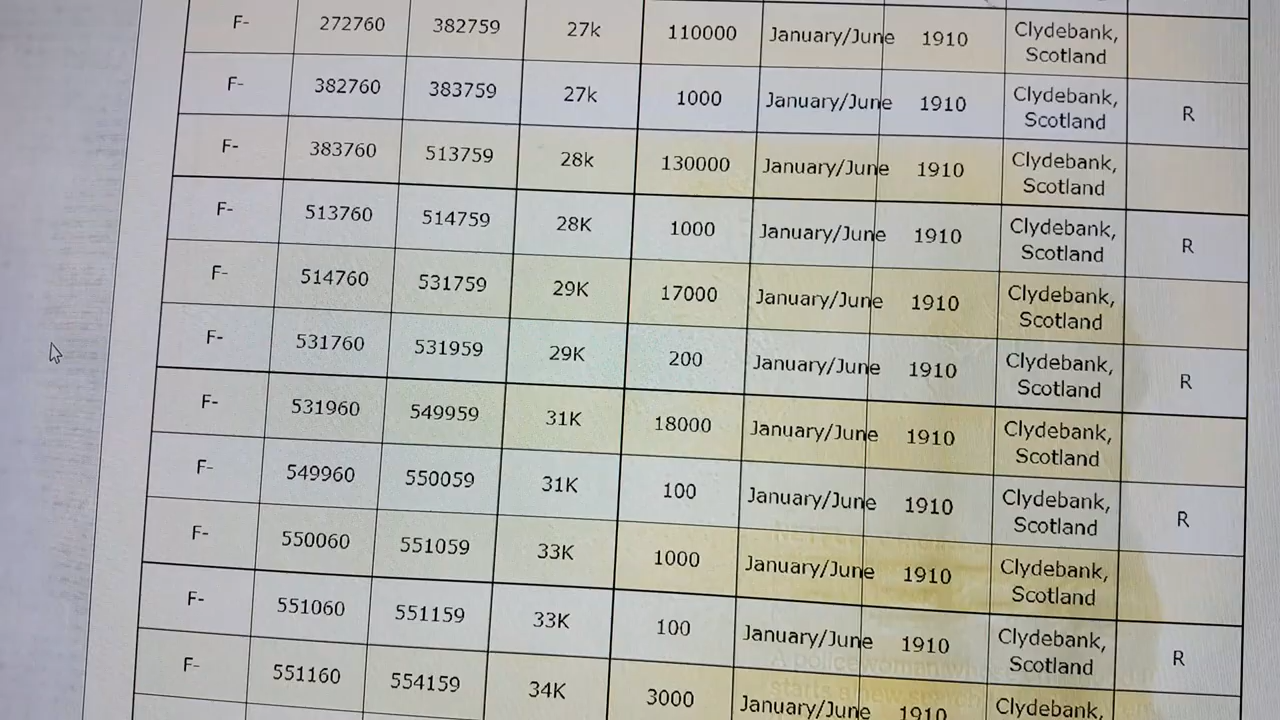 F- 272760 382759 27k 110000 January/June 1910 Clydebank, Scotland
F- 382760 383759 27k 1000 January/June 1910 Clydebank, Scotland R
F- 383760 513759 28k 130000 January/June 1910 Clydebank, Scotland
F- 513760 514759 28K 1000 January/June 1910 Clydebank, Scotland R
F- 514760 531759 29K 17000 January/June 1910 Clydebank, Scotland
F- 531760 531959 29K 200 January/June 1910 Clydebank, Scotland R
F- 531960 549959 31K 18000 January/June 1910 Clydebank, Scotland
F- 549960 550059 31K 100 January/June 1910 Clydebank, Scotland R
F- 550060 551059 33K 1000 January/June 1910 Clydebank, Scotland
F- 551060 551159 33K 100 January/June 1910 Clydebank, Scotland R
F- 551160 554159 34K 3000 January/June 1910 Clydebank,
A policewoman whose
starts a new search